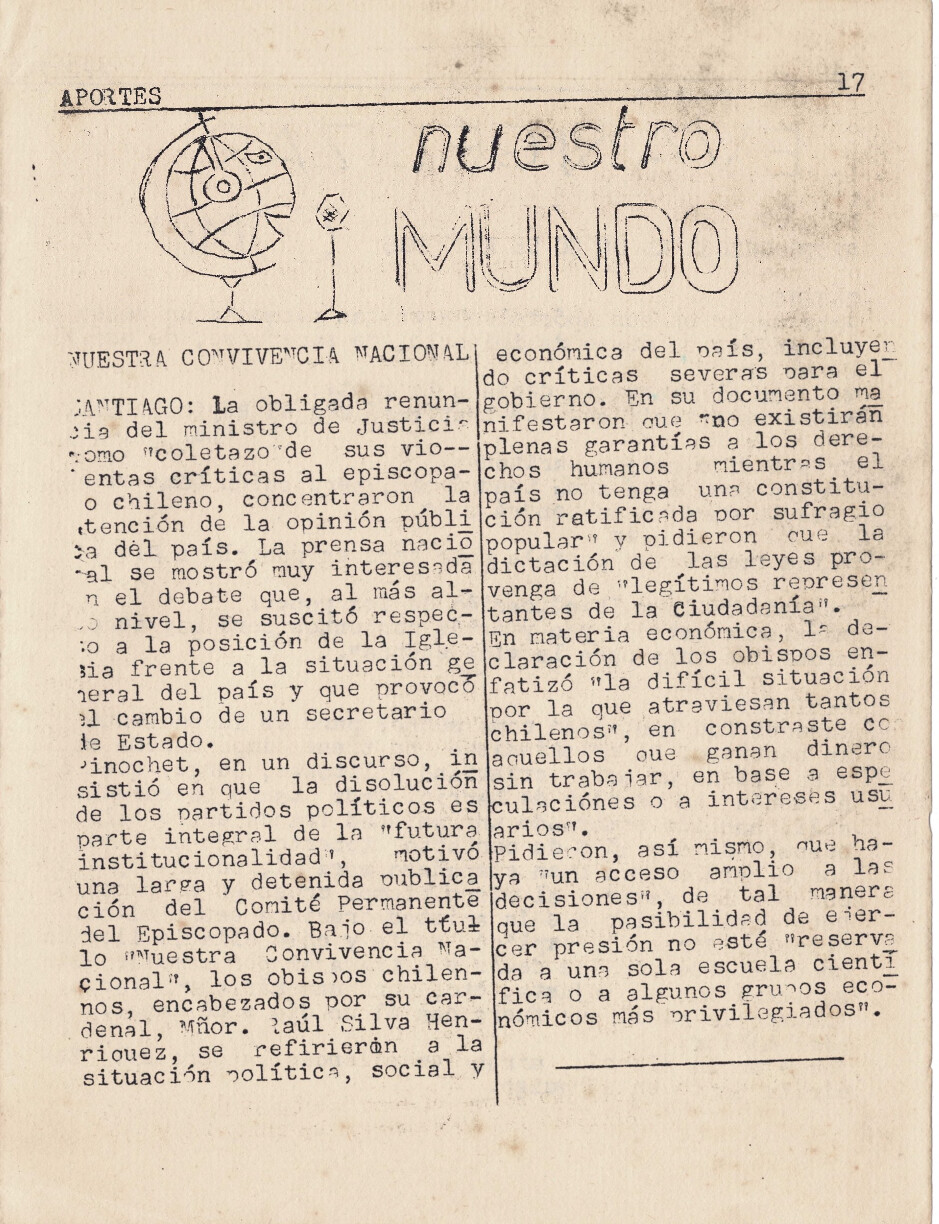 APORTES 17
nuestro
MUNDO
NUESTRA CONVIVENCIA NACIONAL
SANTIAGO: La obligada renun-
cia del ministro de Justicia
como "coletazo" de sus vio--
entas críticas al episcopa-
o chileno, concentraron la
tención de la opinión públi
ca del país. La prensa nacio
nal se mostró muy interesada
n el debate que, al más al-
o nivel, se suscitó respec-
to a la posición de la Igle-
sia frente a la situación ge
neral del país y que provocó
el cambio de un secretario
de Estado.
Pinochet, en un discurso, in
sistió en que la disolución
de los partidos políticos es
parte integral de la "futura
institucionalidad", motivó
una larga y detenida publica
ción del Comité Permanente
del Episcopado. Bajo el tful
lo "Nuestra Convivencia Na-
cional", los obispos chilen-
nos, encabezados por su car-
denal, Mñor. Raúl Silva Hen-
riquez, se refirieron a la
situación política, social y
económica del país, incluyen
do críticas severas para el
gobierno. En su documento ma
nifestaron que "no existirán
plenas garantías a los dere-
chos humanos mientras el
país no tenga una constitu-
ción ratificada por sufragio
popular" y pidieron que la
dictación de las leyes pro-
venga de "legítimos represen
tantes de la Ciudadanía".
En materia económica, la de-
claración de los obispos en-
fatizó "la difícil situación
por la que atraviesan tantos
chilenos", en constraste co
aquellos que ganan dinero
sin trabajar, en base a espe
culaciónes o a intereses usu
arios".
Pidieron, así mismo, que ha-
ya "un acceso amplio a las
decisiones", de tal manera
que la pasibilidad de ejer-
cer presión no esté "reserva
da a una sola escuela cientí
fica o a algunos grupos eco-
nómicos más privilegiados".